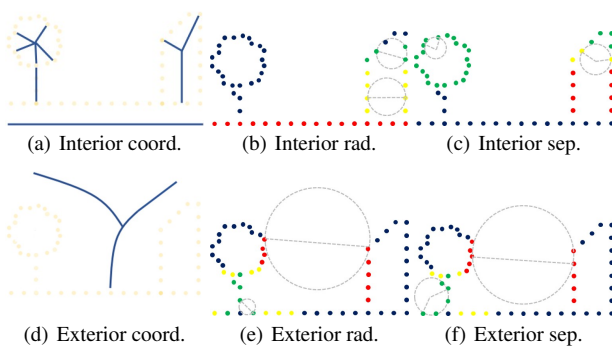 (a) Interior coord.
(b) Interior rad.
(c) Interior sep.
(d) Exterior coord.
(e) Exterior rad.
(f) Exterior sep.